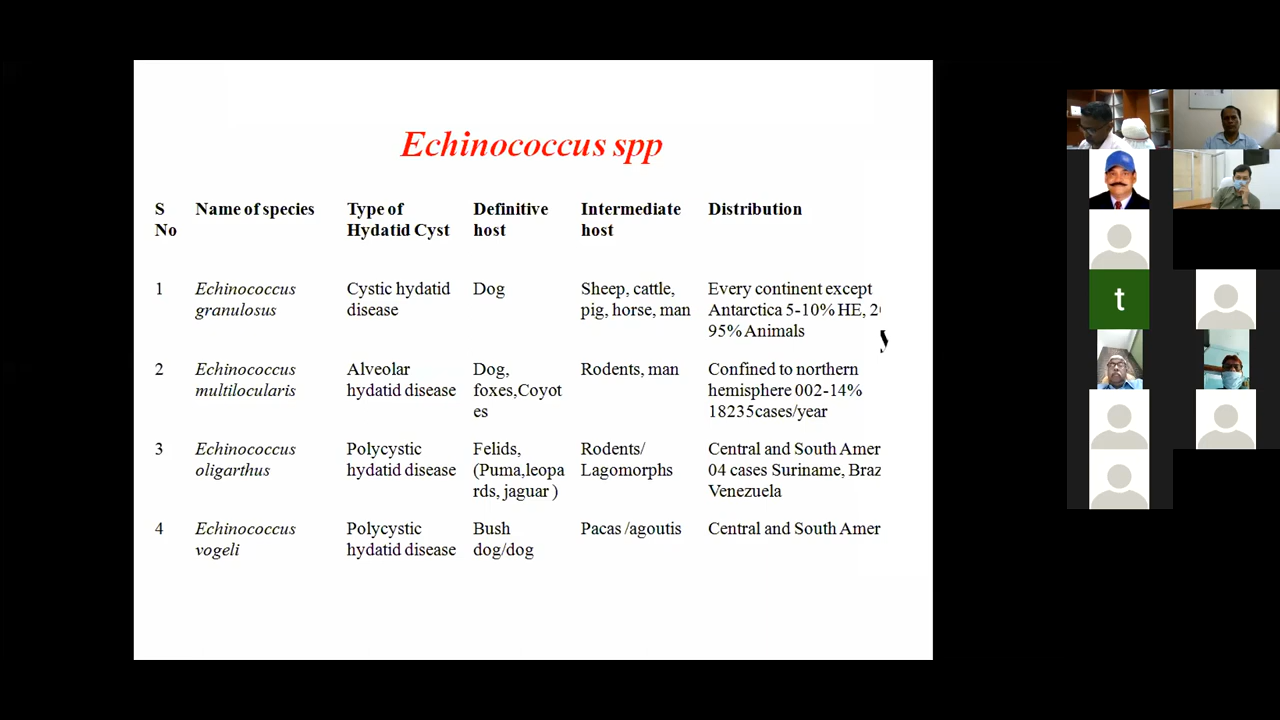 Echinococcus spp
S No Name of species Type of Hydatid Cyst Definitive host Intermediate host Distribution
1 Echinococcus granulosus Cystic hydatid disease Dog Sheep, cattle, pig, horse, man Every continent except Antarctica 5-10% HE, 95% Animals
y
2 Echinococcus multilocularis Alveolar hydatid disease Dog, foxes,Coyotes Rodents, man Confined to northern hemisphere 002-14% 18235cases/year
3 Echinococcus oligarthus Polycystic hydatid disease Felids, (Puma,leopards, jaguar ) Rodents/ Lagomorphs Central and South Amer 04 cases Suriname, Braz Venezuela
4 Echinococcus vogeli Polycystic hydatid disease Bush dog/dog Pacas /agoutis Central and South Amer
t